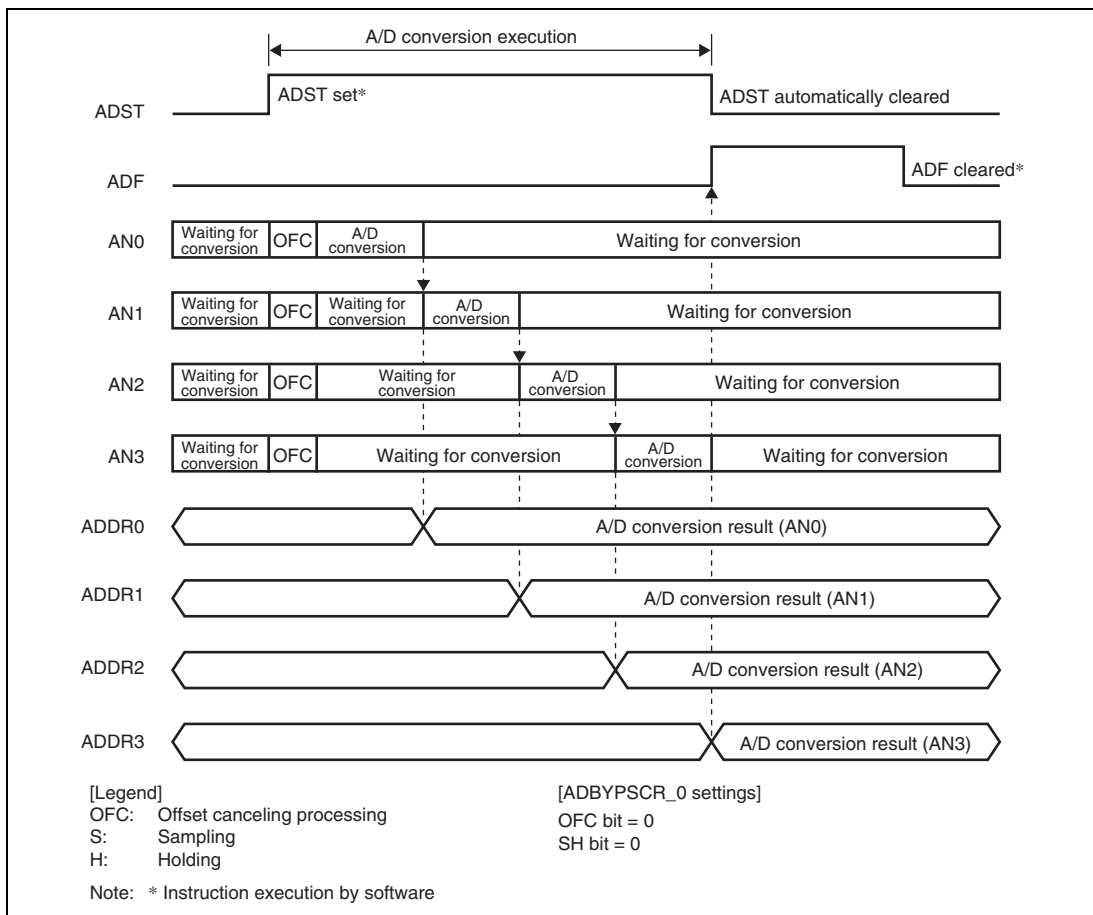 A/D conversion execution
ADST
ADST set*
ADST automatically cleared
ADF
ADF cleared*
AN0
Waiting for
conversion
OFC
A/D
conversion
Waiting for conversion
AN1
Waiting for
conversion
OFC
Waiting for
conversion
A/D
conversion
Waiting for conversion
AN2
Waiting for
conversion
OFC
Waiting for
conversion
A/D
conversion
Waiting for conversion
AN3
Waiting for
conversion
OFC
Waiting for conversion
A/D
conversion
Waiting for conversion
ADDR0
A/D conversion result (AN0)
ADDR1
A/D conversion result (AN1)
ADDR2
A/D conversion result (AN2)
ADDR3
A/D conversion result (AN3)
[Legend]
OFC: Offset canceling processing
S: Sampling
H: Holding
[ADBYPSCR_0 settings]
OFC bit = 0
SH bit = 0
Note: * Instruction execution by software